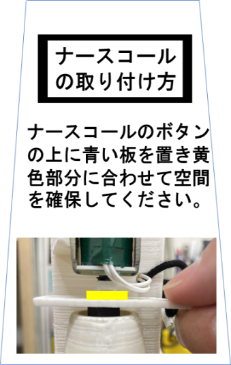 ナースコール
の取り付け方
ナースコールのボタン
の上に青い板を置き黄
色部分に合わせて空間
を確保してください。